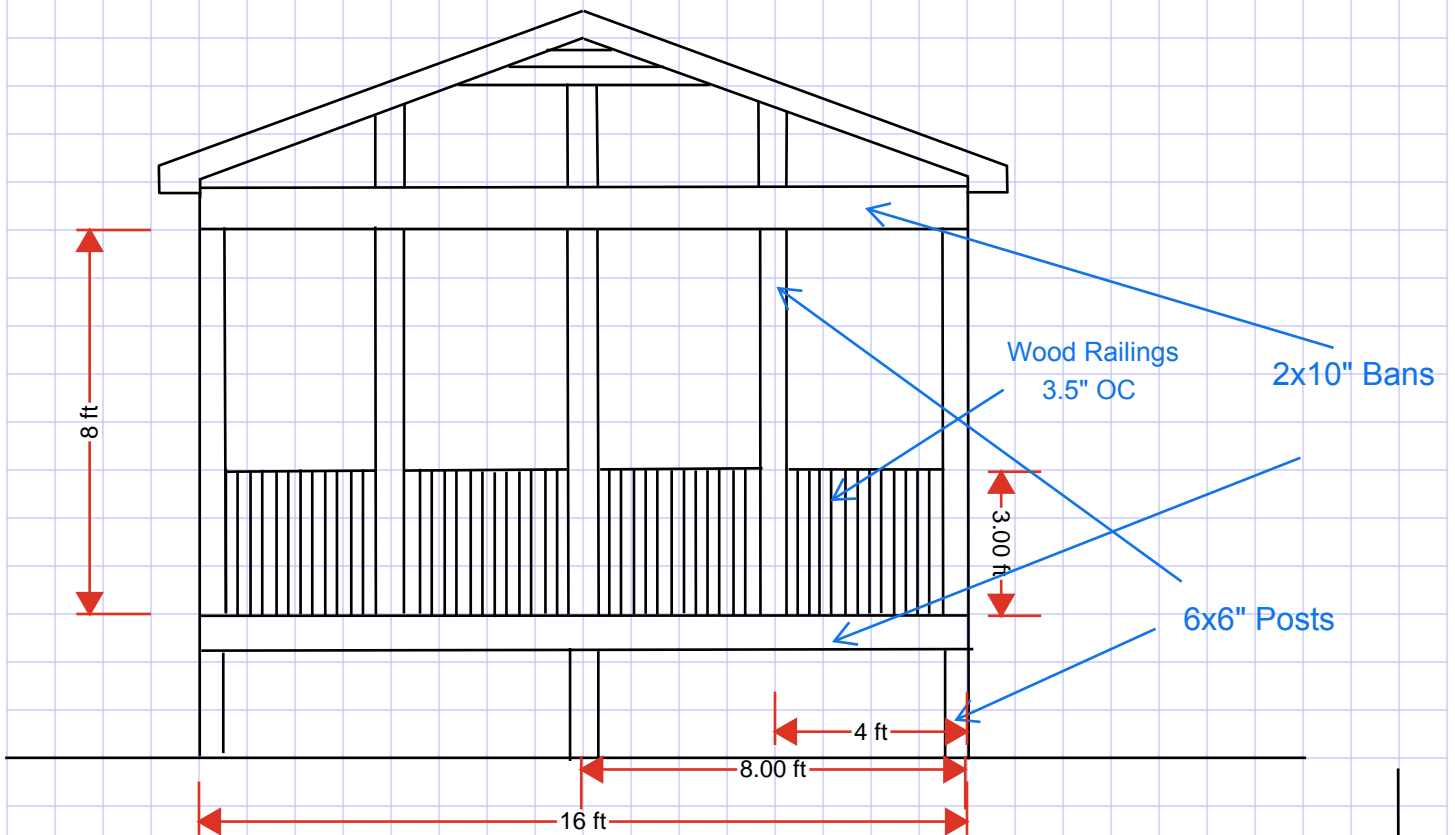 Wood Railings
3.5" OC
2x10" Bans
8 ft
3.00 ft
6x6" Posts
4 ft
8.00 ft
16 ft